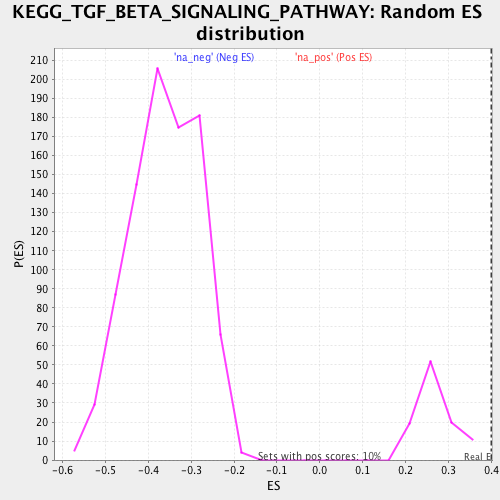 KEGG_TGF_BETA_SIGNALING_PATHWAY: Random ES
distribution
'na_neg' (Neg ES) 'na_pos' (Pos ES)
210
200
190
180
170
160
150
140
130
120
110
100
90
80
70
60
50
40
30
20
10
0
P(ES)
Sets with pos scores: 10%
Real E
-0.6 -0.5 -0.4 -0.3 -0.2 -0.1 0.0 0.1 0.2 0.3 0.4
ES